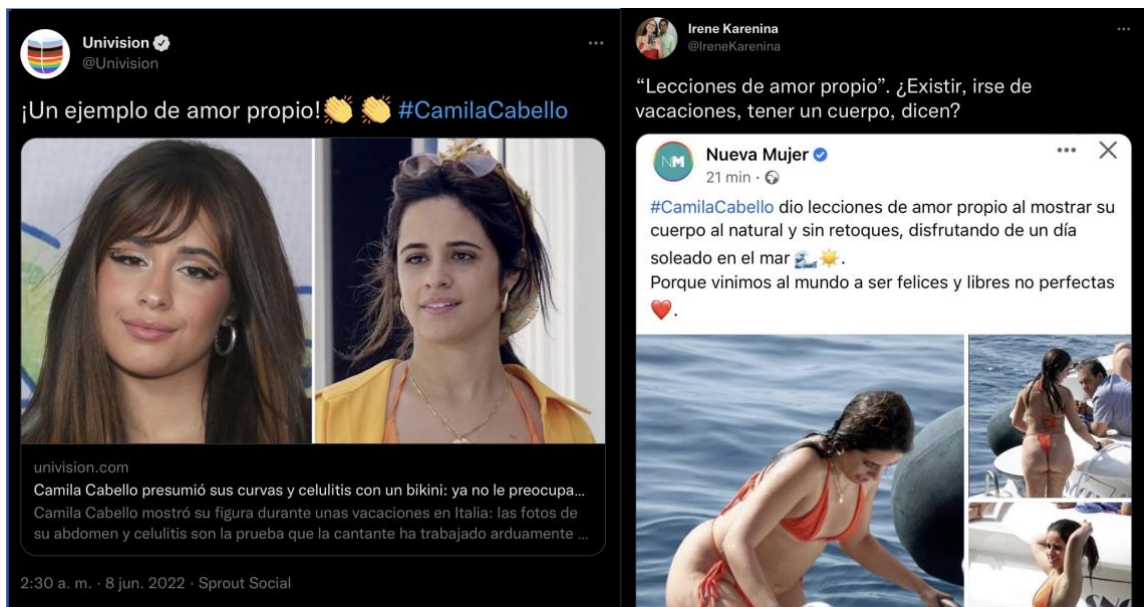 Univision
@Univision
¡Un ejemplo de amor propio!👏 👏 #CamilaCabello
univision.com
Camila Cabello presumió sus curvas y celulitis con un bikini: ya no le preocupa...
Camila Cabello mostró su figura durante unas vacaciones en Italia: las fotos de
su abdomen y celulitis son la prueba que la cantante ha trabajado arduamente ...
2:30 a. m. · 8 jun. 2022 · Sprout Social
Irene Karenina
@IreneKarenina
“Lecciones de amor propio”. ¿Existir, irse de
vacaciones, tener un cuerpo, dicen?
NM
Nueva Mujer
21 min ·
#CamilaCabello dio lecciones de amor propio al mostrar su
cuerpo al natural y sin retoques, disfrutando de un día
soleado en el mar 🌊☀️.
Porque vinimos al mundo a ser felices y libres no perfectas
❤️.